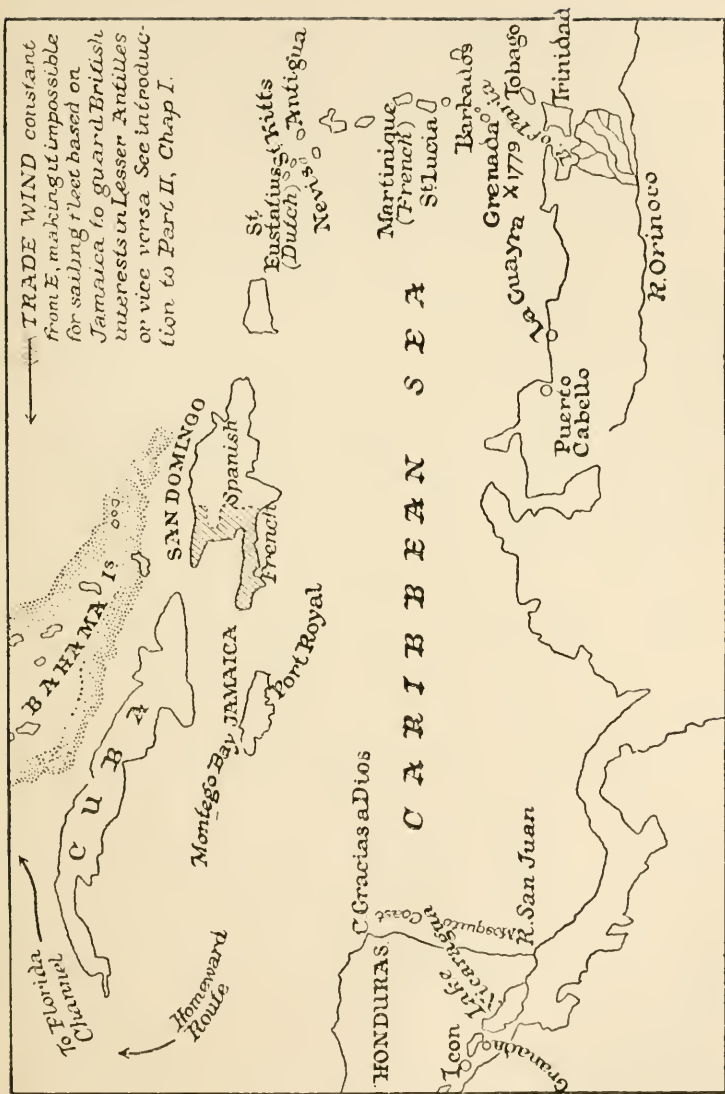 TRADE WIND constant
from E, making it impossible
for sailing fleet based on
Jamaica to guard British
interests in Lesser Antilles
or vice versa See introduc-
tion to Part II, Chap I.
To Florida
Channel
Homeward
Route
BAHAMA Is
CUBA
SAN DOMINGO
Spanish
French
Montego Bay
JAMAICA
Port Royal
St.
Eustatius
(Dutch)
St Kitts
Nevis
Antigua
Martinique
(French)
St Lucia
Barbados
Grenada
X 1779
Tobago
G. of Paria
Trinidad
CARIBBEAN SEA
C Gracias a Dios
HONDURAS
Mosquito Coast
Lake
Nicaragua
R. San Juan
Granada
La Guayra
Puerto
Cabello
R. Orinoco